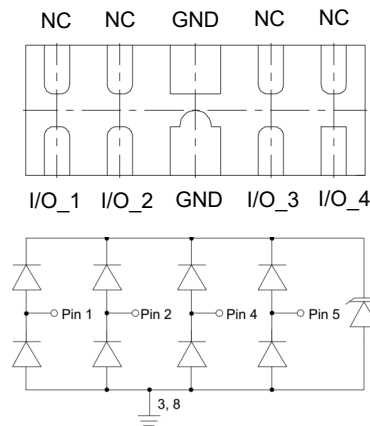 NC NC GND NC NC
I/O_1 I/O_2 GND I/O_3 I/O_4
Pin 1 Pin 2 Pin 4 Pin 5
3, 8